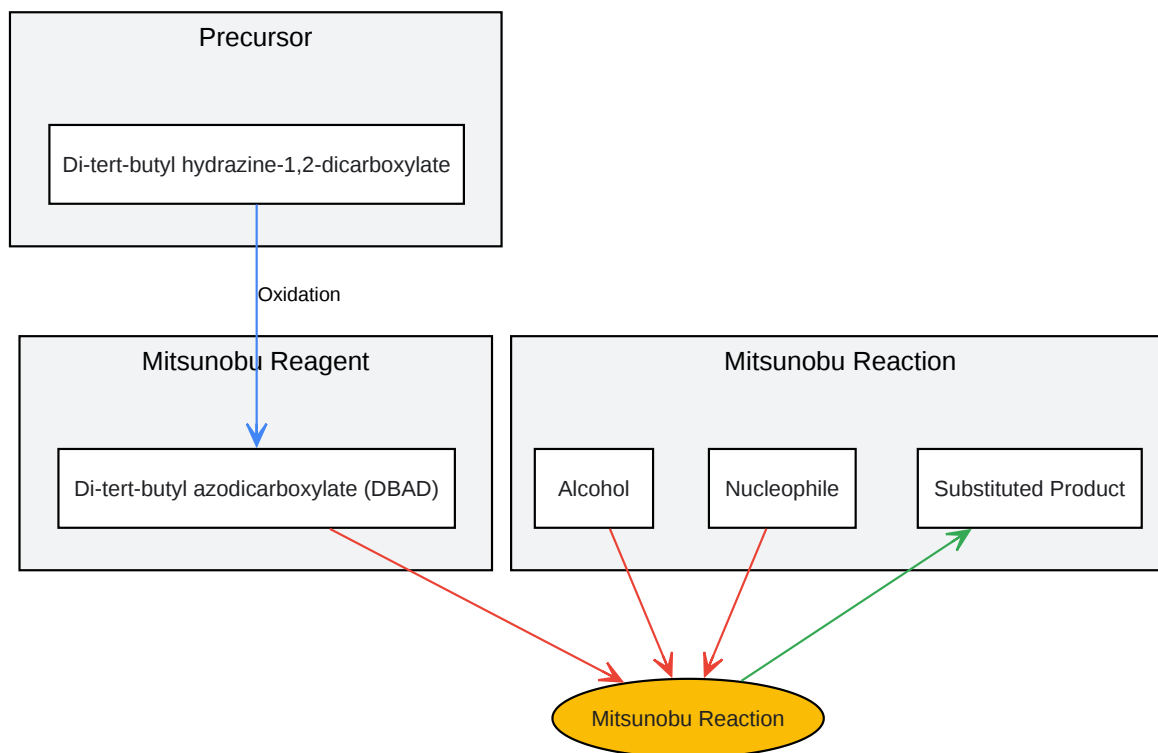 Precursor
Di-tert-butyl hydrazine-1,2-dicarboxylate
Oxidation
Mitsunobu Reagent
Di-tert-butyl azodicarboxylate (DBAD)
Mitsunobu Reaction
Alcohol
Nucleophile
Substituted Product
Mitsunobu Reaction